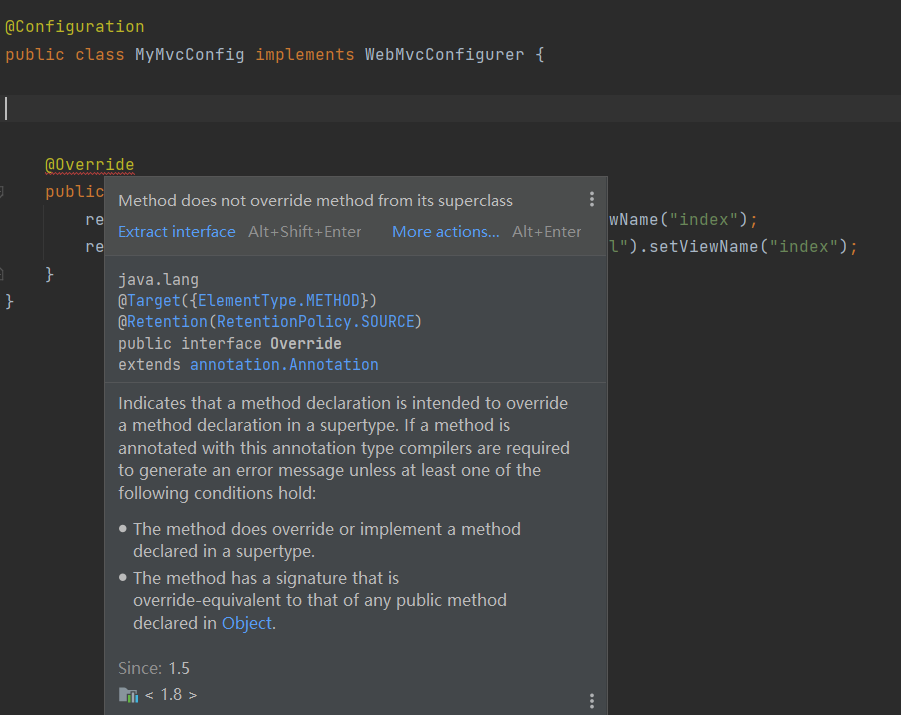 @Configuration
public class MyMvcConfig implements WebMvcConfigurer {
@Override
public
re wName("index");
re l").setViewName("index");
}
}
Method does not override method from its superclass
Extract interface Alt+Shift+Enter More actions... Alt+Enter
java.lang
@Target({ElementType.METHOD})
@Retention(RetentionPolicy.SOURCE)
public interface Override
extends annotation.Annotation
Indicates that a method declaration is intended to override
a method declaration in a supertype. If a method is
annotated with this annotation type compilers are required
to generate an error message unless at least one of the
following conditions hold:
• The method does override or implement a method
declared in a supertype.
• The method has a signature that is
override-equivalent to that of any public method
declared in Object.
Since: 1.5
< 1.8 >